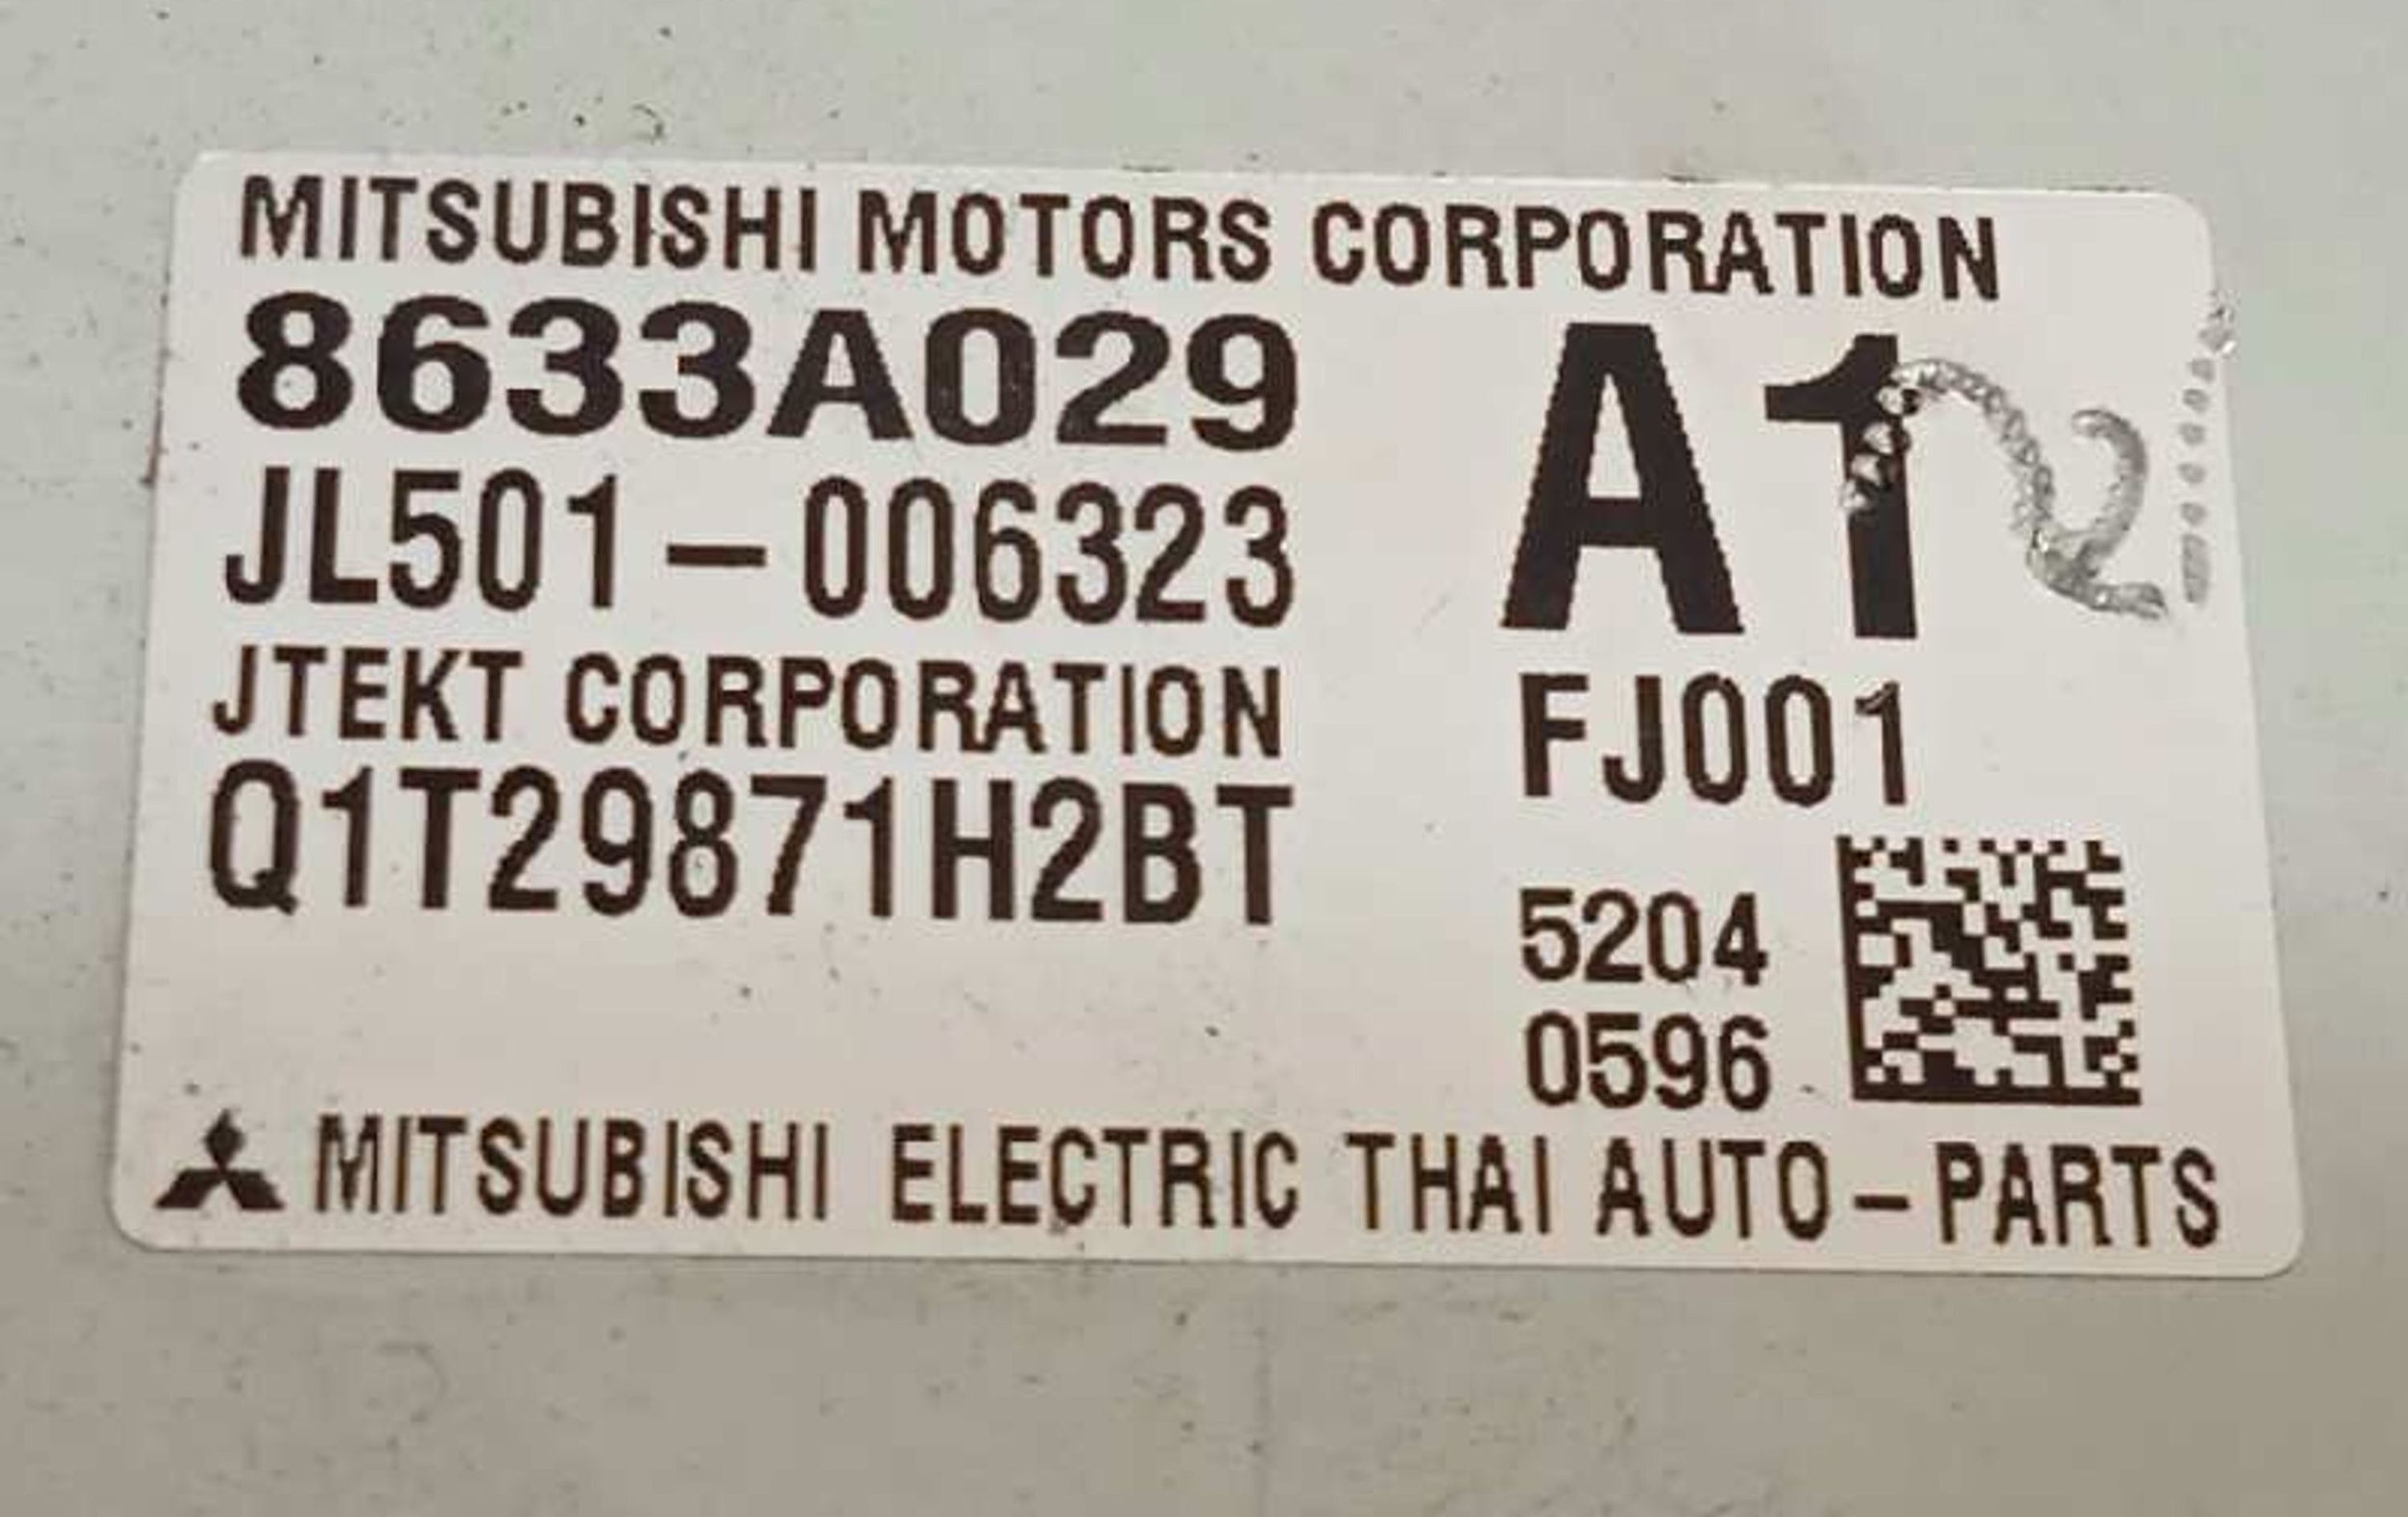 MITSUBISHI MOTORS CORPORATION
8633A029
A1
JL501-006323
JTEKT CORPORATION
FJ001
Q1T29871H2BT
5204
0596
MITSUBISHI ELECTRIC THAI AUTO-PARTS